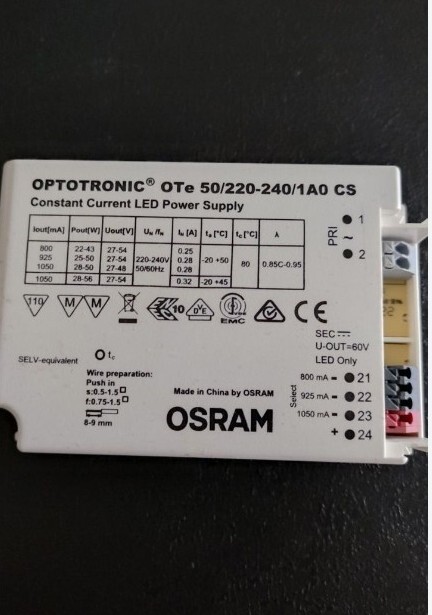 OPTOTRONIC® OTe 50/220-240/1A0 CS
Constant Current LED Power Supply
Iout[mA] Pout[W] Uout[V] UN /fN IN [A] ta [°C] tc [°C] λ
800 22-43 27-54 0.25
925 25-50 27-54 220-240V 0.28 -20 +50
1050 28-50 27-48 50/60Hz 0.28 80 0.85C-0.95
1050 28-56 27-54 0.32 -20 +45
PRI 1
~
2
110 M M 10 DVE EMC CE
SEC
U-OUT=60V
LED Only
SELV-equivalent tc
Wire preparation:
Push in
s:0.5-1.5
f:0.75-1.5
8-9 mm
Made in China by OSRAM
OSRAM
Select
800 mA 21
925 mA 22
1050 mA 23
+ 24